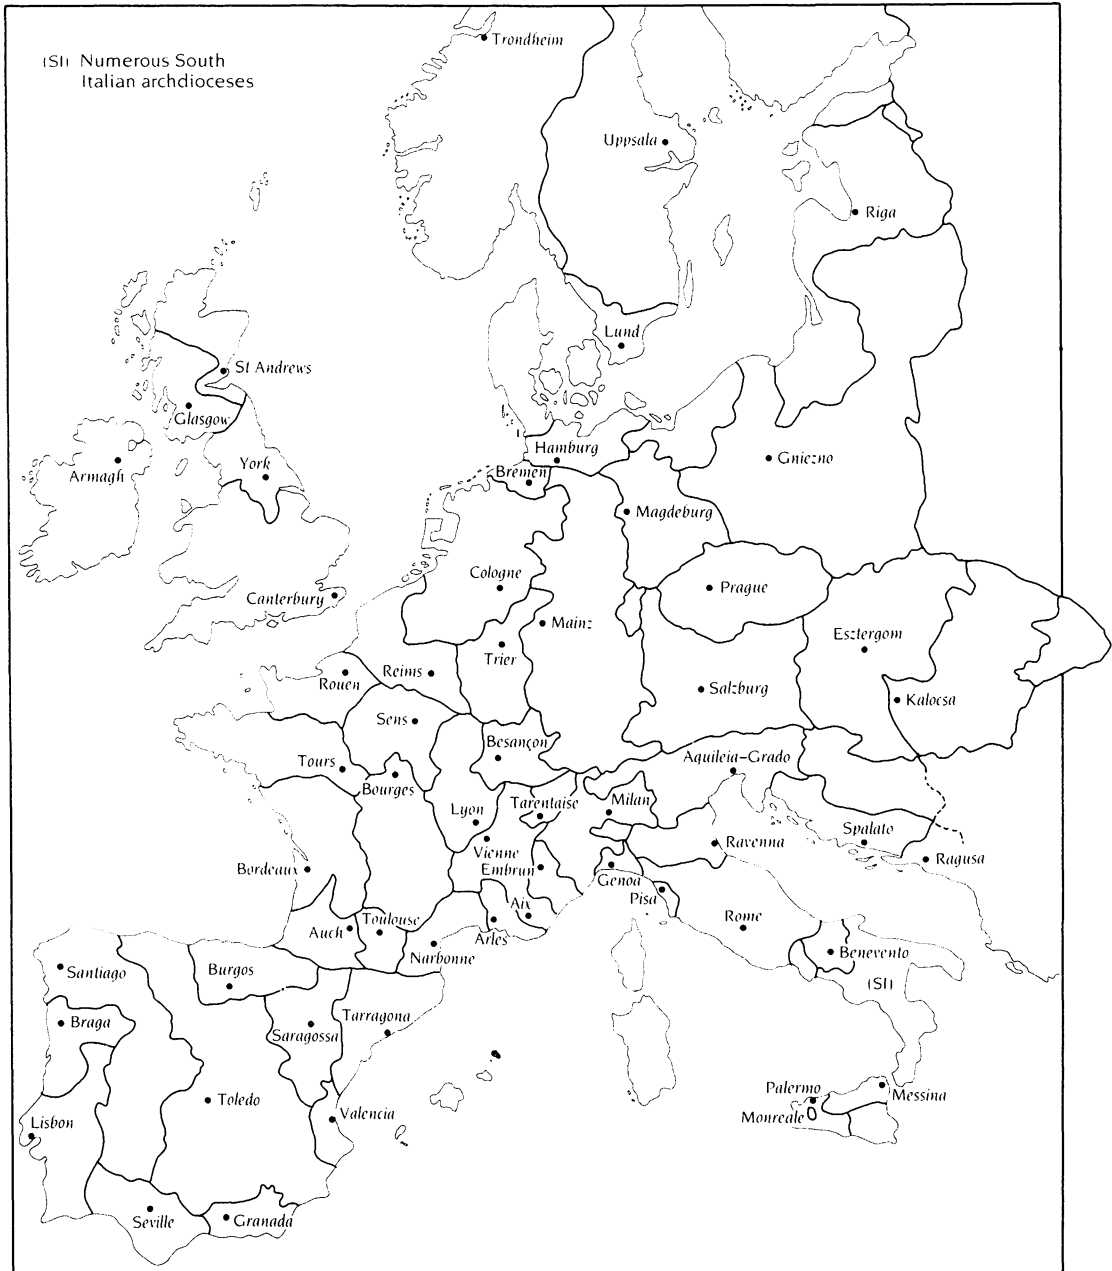 (SI) Numerous South
Italian archdioceses
Trondheim
Uppsala
Riga
Lund
St Andrews
Glasgow
Armagh
York
Hamburg
Bremen
Gniezno
Magdeburg
Cologne
Prague
Canterbury
Mainz
Esztergom
Trier
Reims
Rouen
Salzburg
Kalocsa
Sens
Besançon
Tours
Aquileia-Grado
Bourges
Lyon
Tarentaise
Milan
Spalato
Vienne
Ravenna
Ragusa
Bordeaux
Embrun
Genoa
Pisa
Aix
Toulouse
Auch
Arles
Rome
Narbonne
Benevento
Santiago
Burgos
(SI)
Braga
Tarragona
Saragossa
Palermo
Messina
Toledo
Valencia
Monreale
Lisbon
Seville
Granada